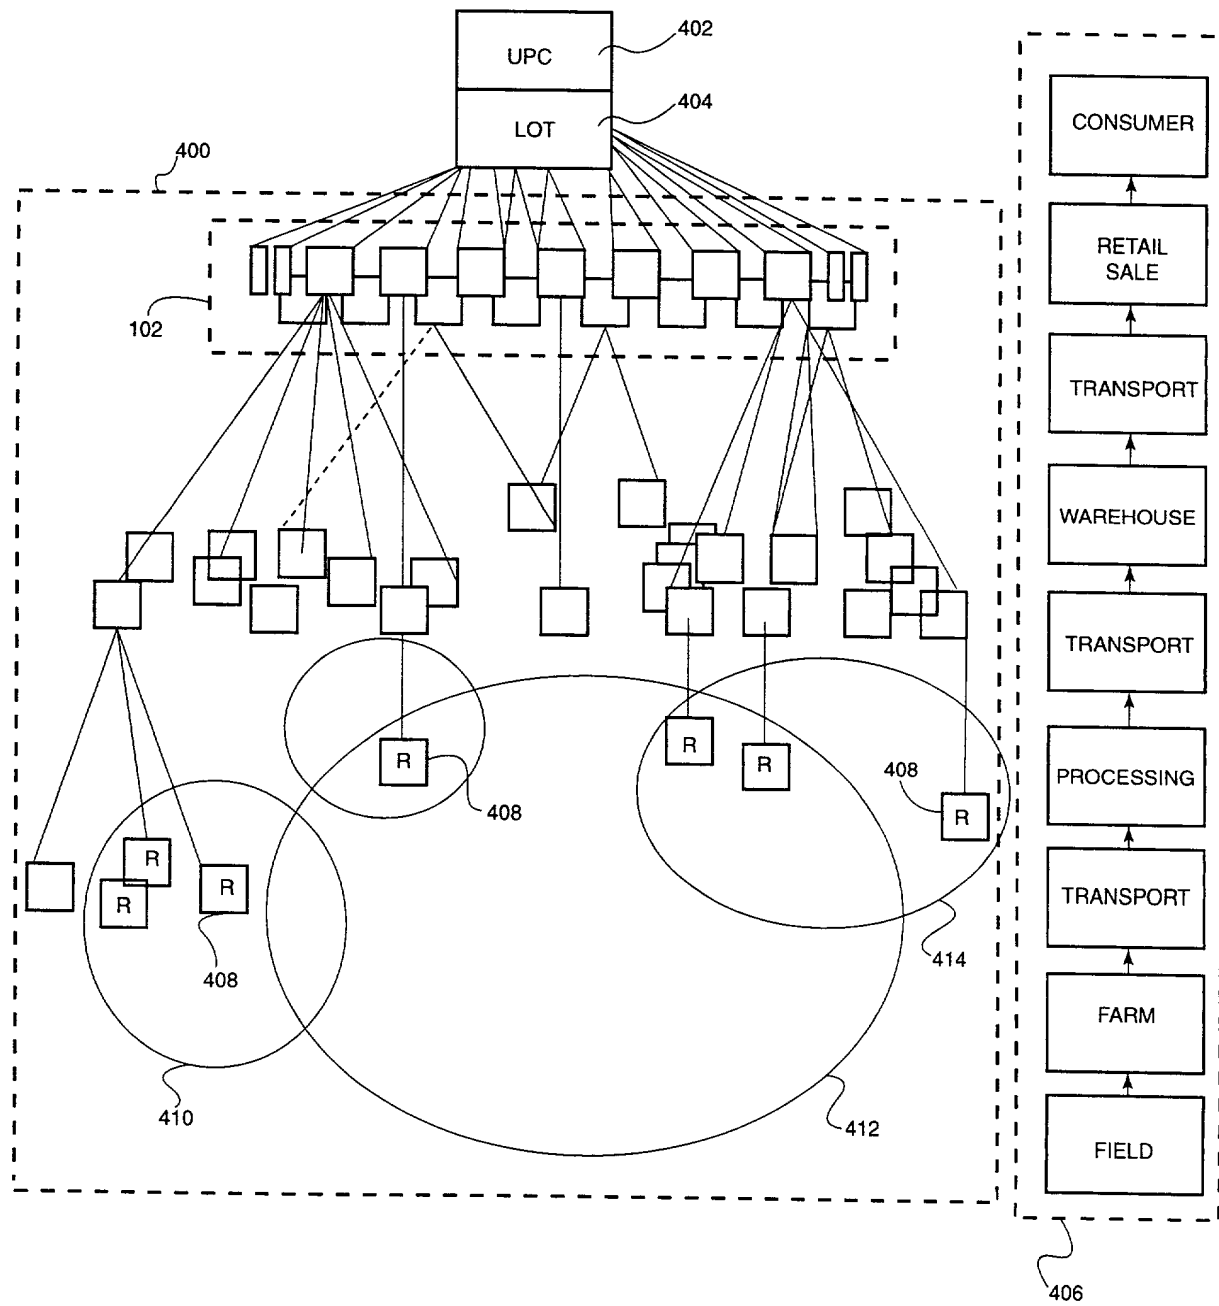 402
UPC
404
LOT
400
CONSUMER
RETAIL
SALE
102
TRANSPORT
WAREHOUSE
TRANSPORT
R
R
R
408
408
R
PROCESSING
R
R
R
408
TRANSPORT
414
FARM
410
412
FIELD
406